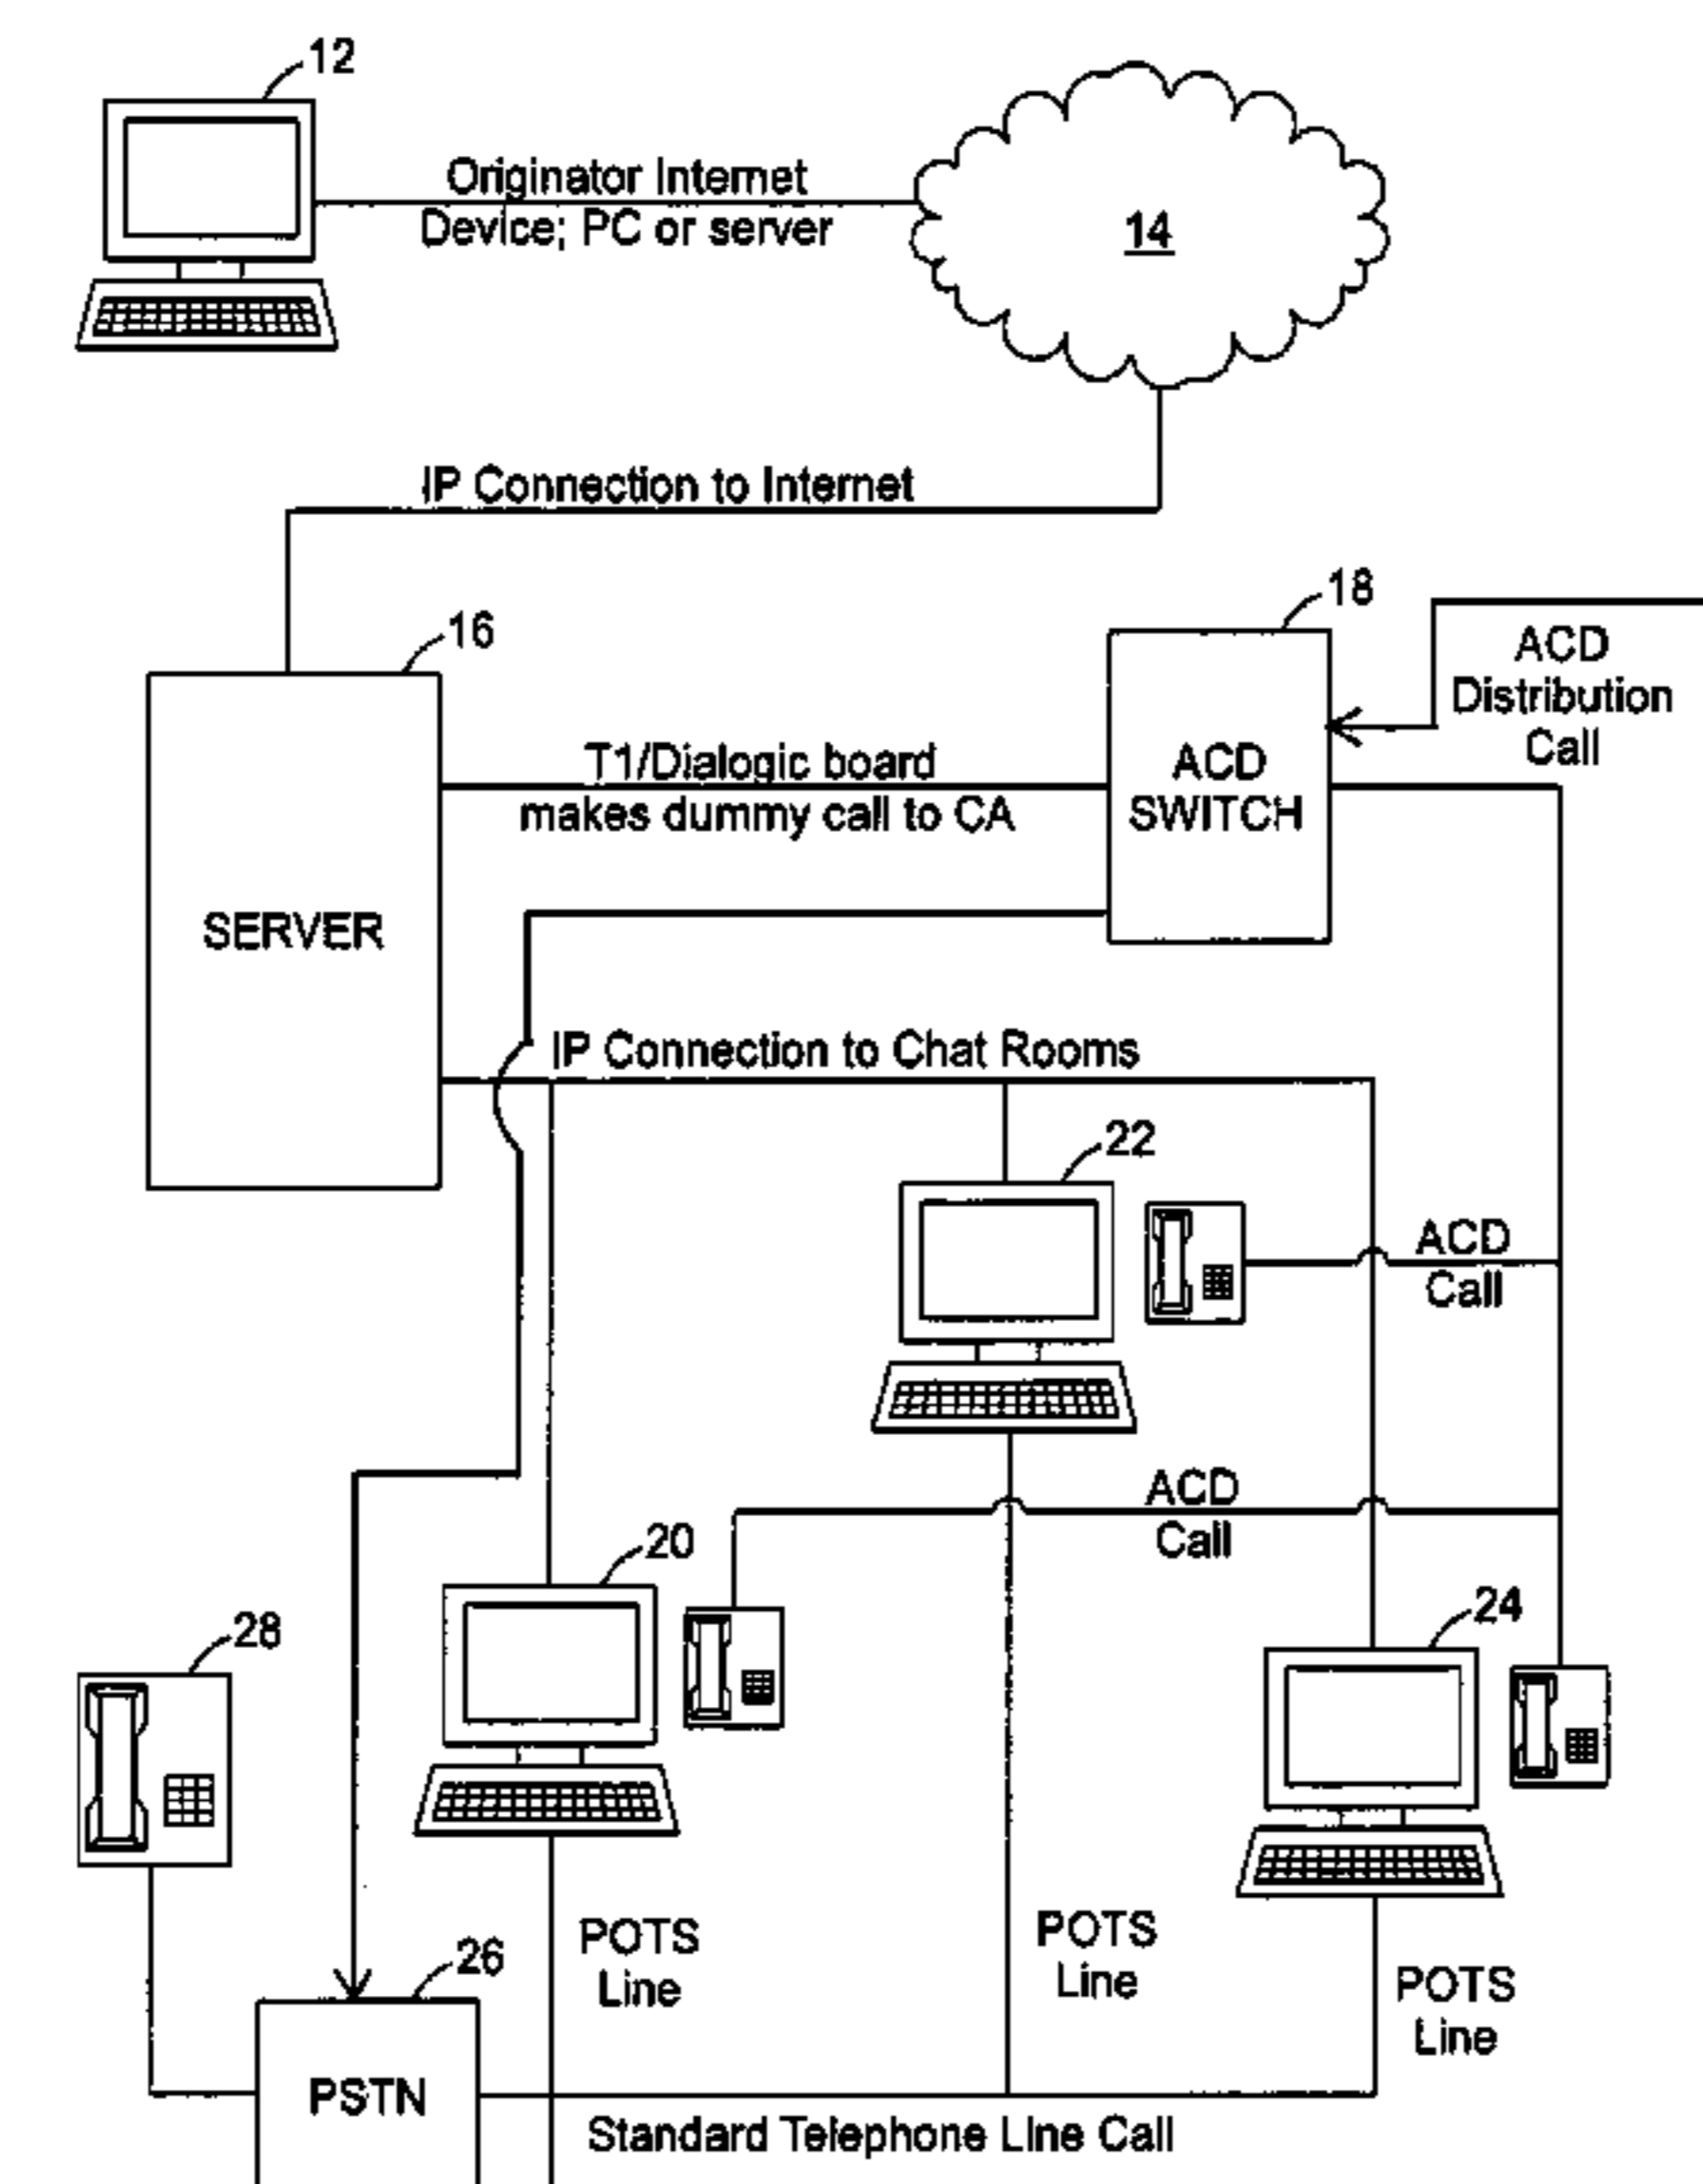 12
Originator Internet
Device; PC or server
14
IP Connection to Internet
16
18
ACD
Distribution
Call
T1/Dialogic board
makes dummy call to CA
ACD
SWITCH
SERVER
IP Connection to Chat Rooms
22
ACD
Call
ACD
Call
20
24
28
POTS
Line
POTS
Line
POTS
Line
26
PSTN
Standard Telephone Line Call